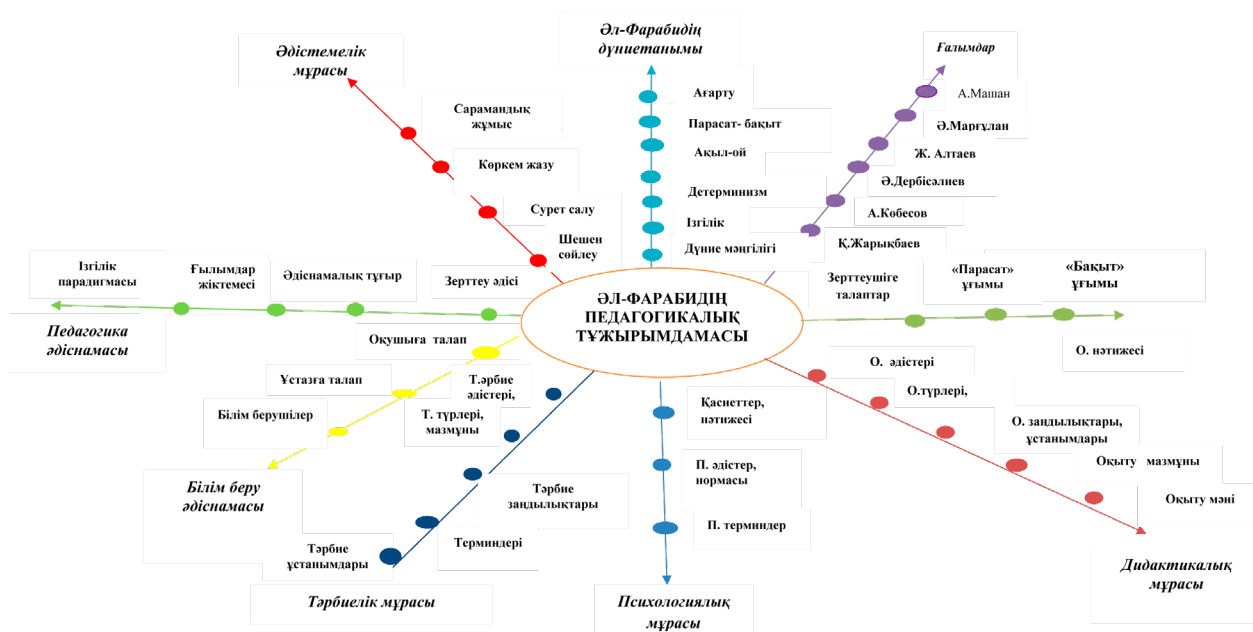 Әл-Фарабидің
дүниетанымы
Әдістемелік
мұрасы
Ғалымдар
Ағарту
А.Машан
Сарамандық
жұмыс
Парасат- бақыт
Ә.Марғұлан
Ақыл-ой
Ж. Алтаев
Көркем жазу
Детерминизм
Ә.Дербісәлиев
Сурет салу
Ізгілік
А.Көбесов
Шешен
сөйлеу
Дүние мәңгілігі
Қ.Жарықбаев
Ізгілік
парадигмасы
Ғылымдар
жіктемесі
Әдіснамалық тұғыр
Зерттеу әдісі
Зерттеушіге
талаптар
«Парасат»
ұғымы
«Бақыт»
ұғымы
ӘЛ-ФАРАБИДІҢ
ПЕДАГОГИКАЛЫҚ
ТҰЖЫРЫМДАМАСЫ
Педагогика
әдіснамасы
Оқушыға талап
О. нәтижесі
Ұстазға талап
Т.әрбие
әдістері,
О. әдістері
Білім берушілер
Т. түрлері,
мазмұны
Қасиеттер,
нәтижесі
О.түрлері,
О. заңдылықтары,
ұстанымдары
Білім беру
әдіснамасы
Тәрбие
заңдылықтары
П. әдістер,
нормасы
Оқыту мазмұны
Оқыту мәні
Тәрбие
ұстанымдары
Терминдері
П. терминдер
Дидактикалық
мұрасы
Тәрбиелік мұрасы
Психологиялық
мұрасы